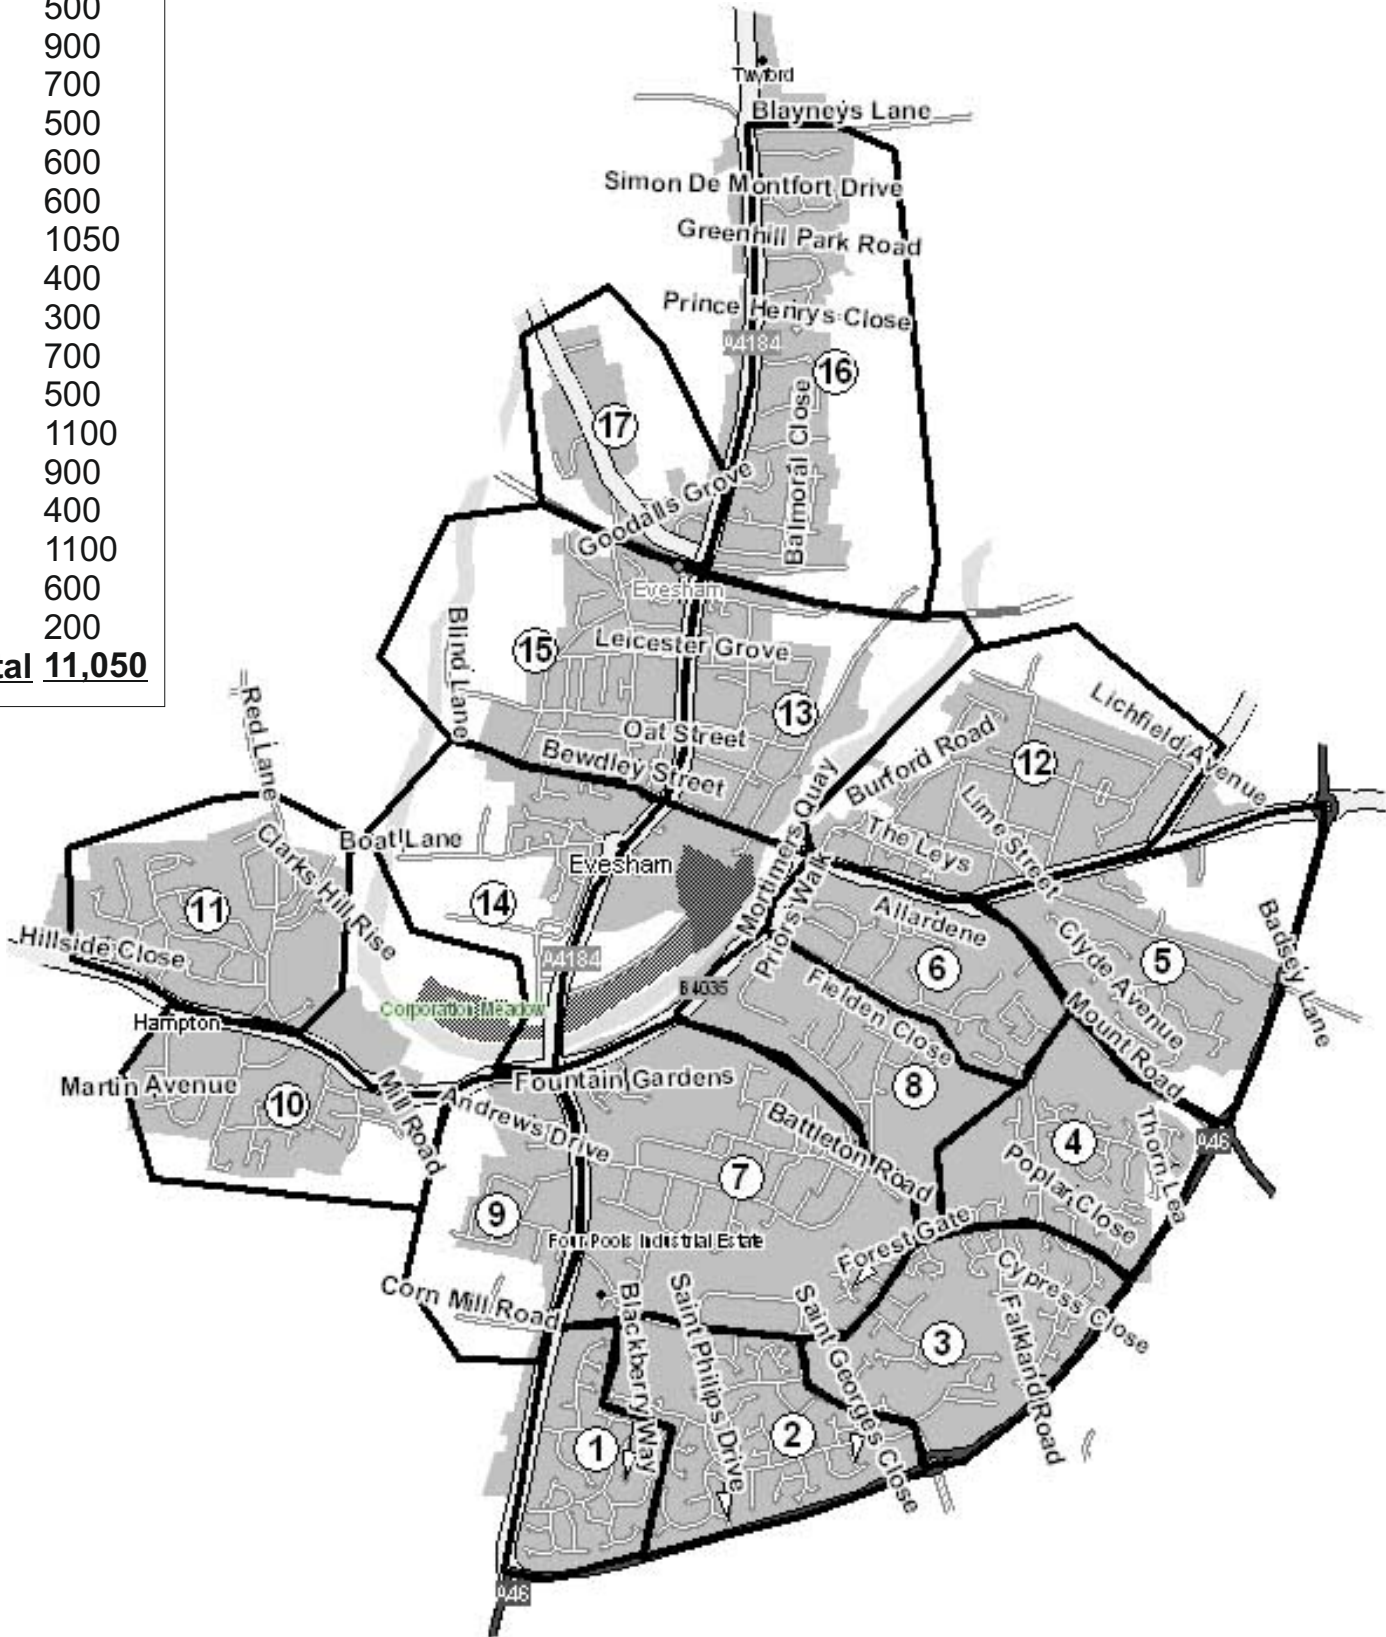 500
900
700
500
600
600
1050
400
300
700
500
1100
900
400
1100
600
200
tal 11,050
Twyford
Blayneys Lane
Simon De Montfort Drive
Greenhill Park Road
Prince Henrys Close
A4184
16
Balmoral Close
17
Goodalls Grove
Evesham
Blind Lane
15
Leicester Grove
13
Oat Street
Bewdley Street
Red Lane
Lichfield Avenue
12
Burford Road
Mortimers Quay
Lime Street
The Leys
Boat Lane
Clarks Hill Rise
Evesham
11
14
Hillside Close
A4184
Priors Walk
Allardene
6
Clyde Avenue
5
Badsey Lane
B4035
Fielden Close
Corporation Meadow
Hampton
Mount Road
Martin Avenue
10
Mill Road
Fountain Gardens
Andrews Drive
8
Battleton Road
4
Thorn Lea
A46
Poplar Close
7
9
Four Pools Industrial Estate
Forest Gate
Corn Mill Road
Blackberry Way
Saint Philips Drive
Saint Georges Close
Cypress Close
Falkland Road
3
1
2
A46